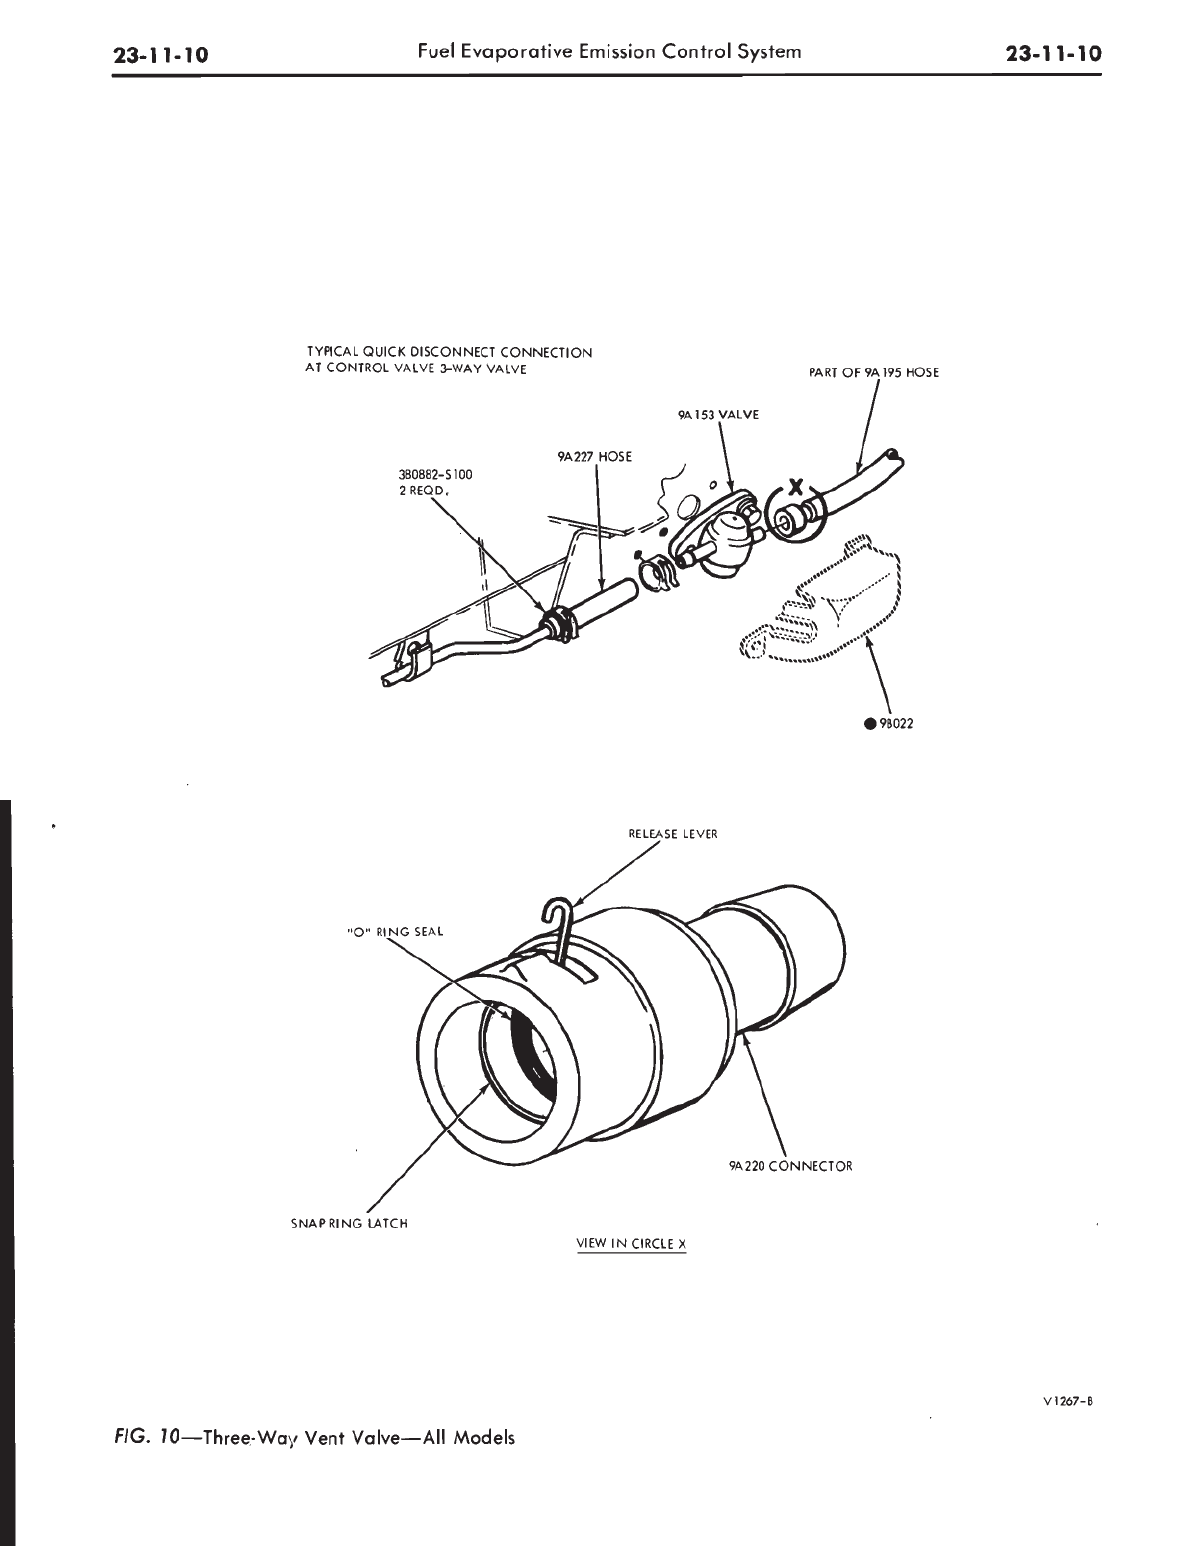 23-11-10
Fuel Evaporative Emission Control System
23-11-10
TYPICAL QUICK DISCONNECT CONNECTION
AT CONTROL VALVE 3-WAY VALVE
PART OF 9A195 HOSE
9A153 VALVE
9A227 HOSE
380882-S100
2 REQD.
X
●9B022
RELEASE LEVER
"O" RING SEAL
9A220 CONNECTOR
SNAP RING LATCH
VIEW IN CIRCLE X
V1267-B
FIG. 10—Three-Way Vent Valve—All Models